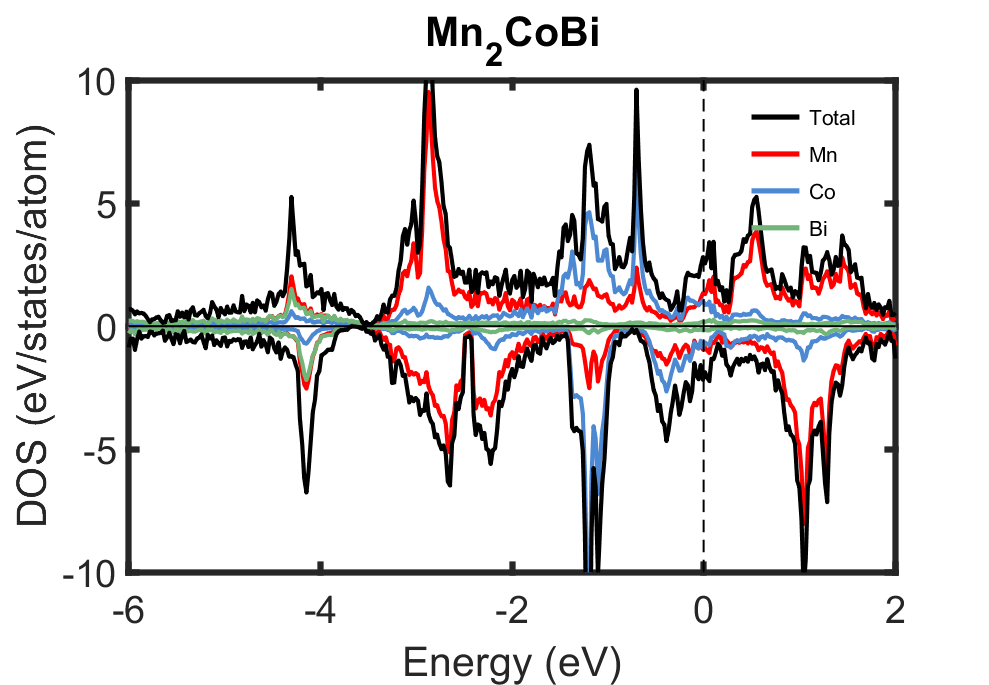 Mn2CoBi
DOS (eV/states/atom)
10
5
0
0
-5
-10
Total
Mn
Co
Bi
-6
-4
-2
0
2
Energy (eV)